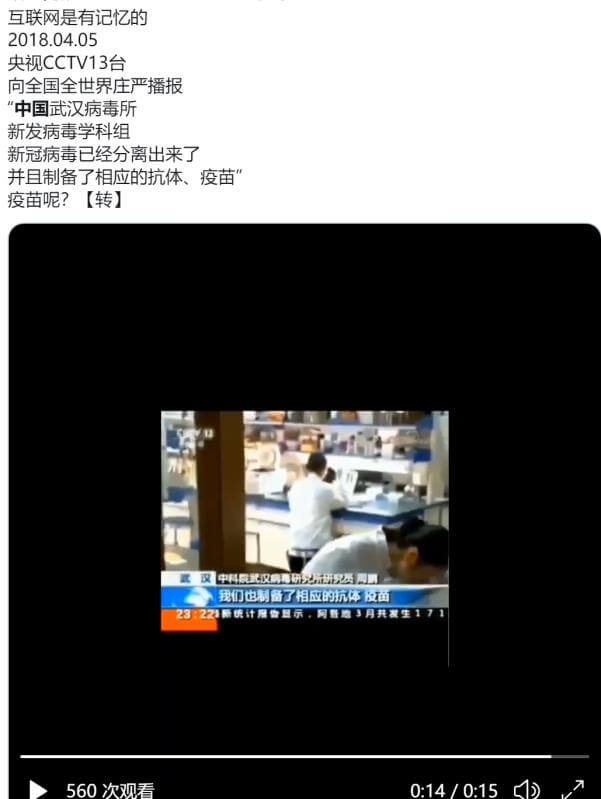 互联网是有记忆的
2018.04.05
央视CCTV13台
向全国全世界庄严播报
“中国武汉病毒所
新发病毒学科组
新冠病毒已经分离出来了
并且制备了相应的抗体、疫苗”
疫苗呢？【转】
武汉 中科院武汉病毒研究所研究员 周鹏
我们也制备了相应的抗体 疫苗
23:22 新统计报告显示，阿普地3月共发生171
560 次观看
0:14 / 0:15